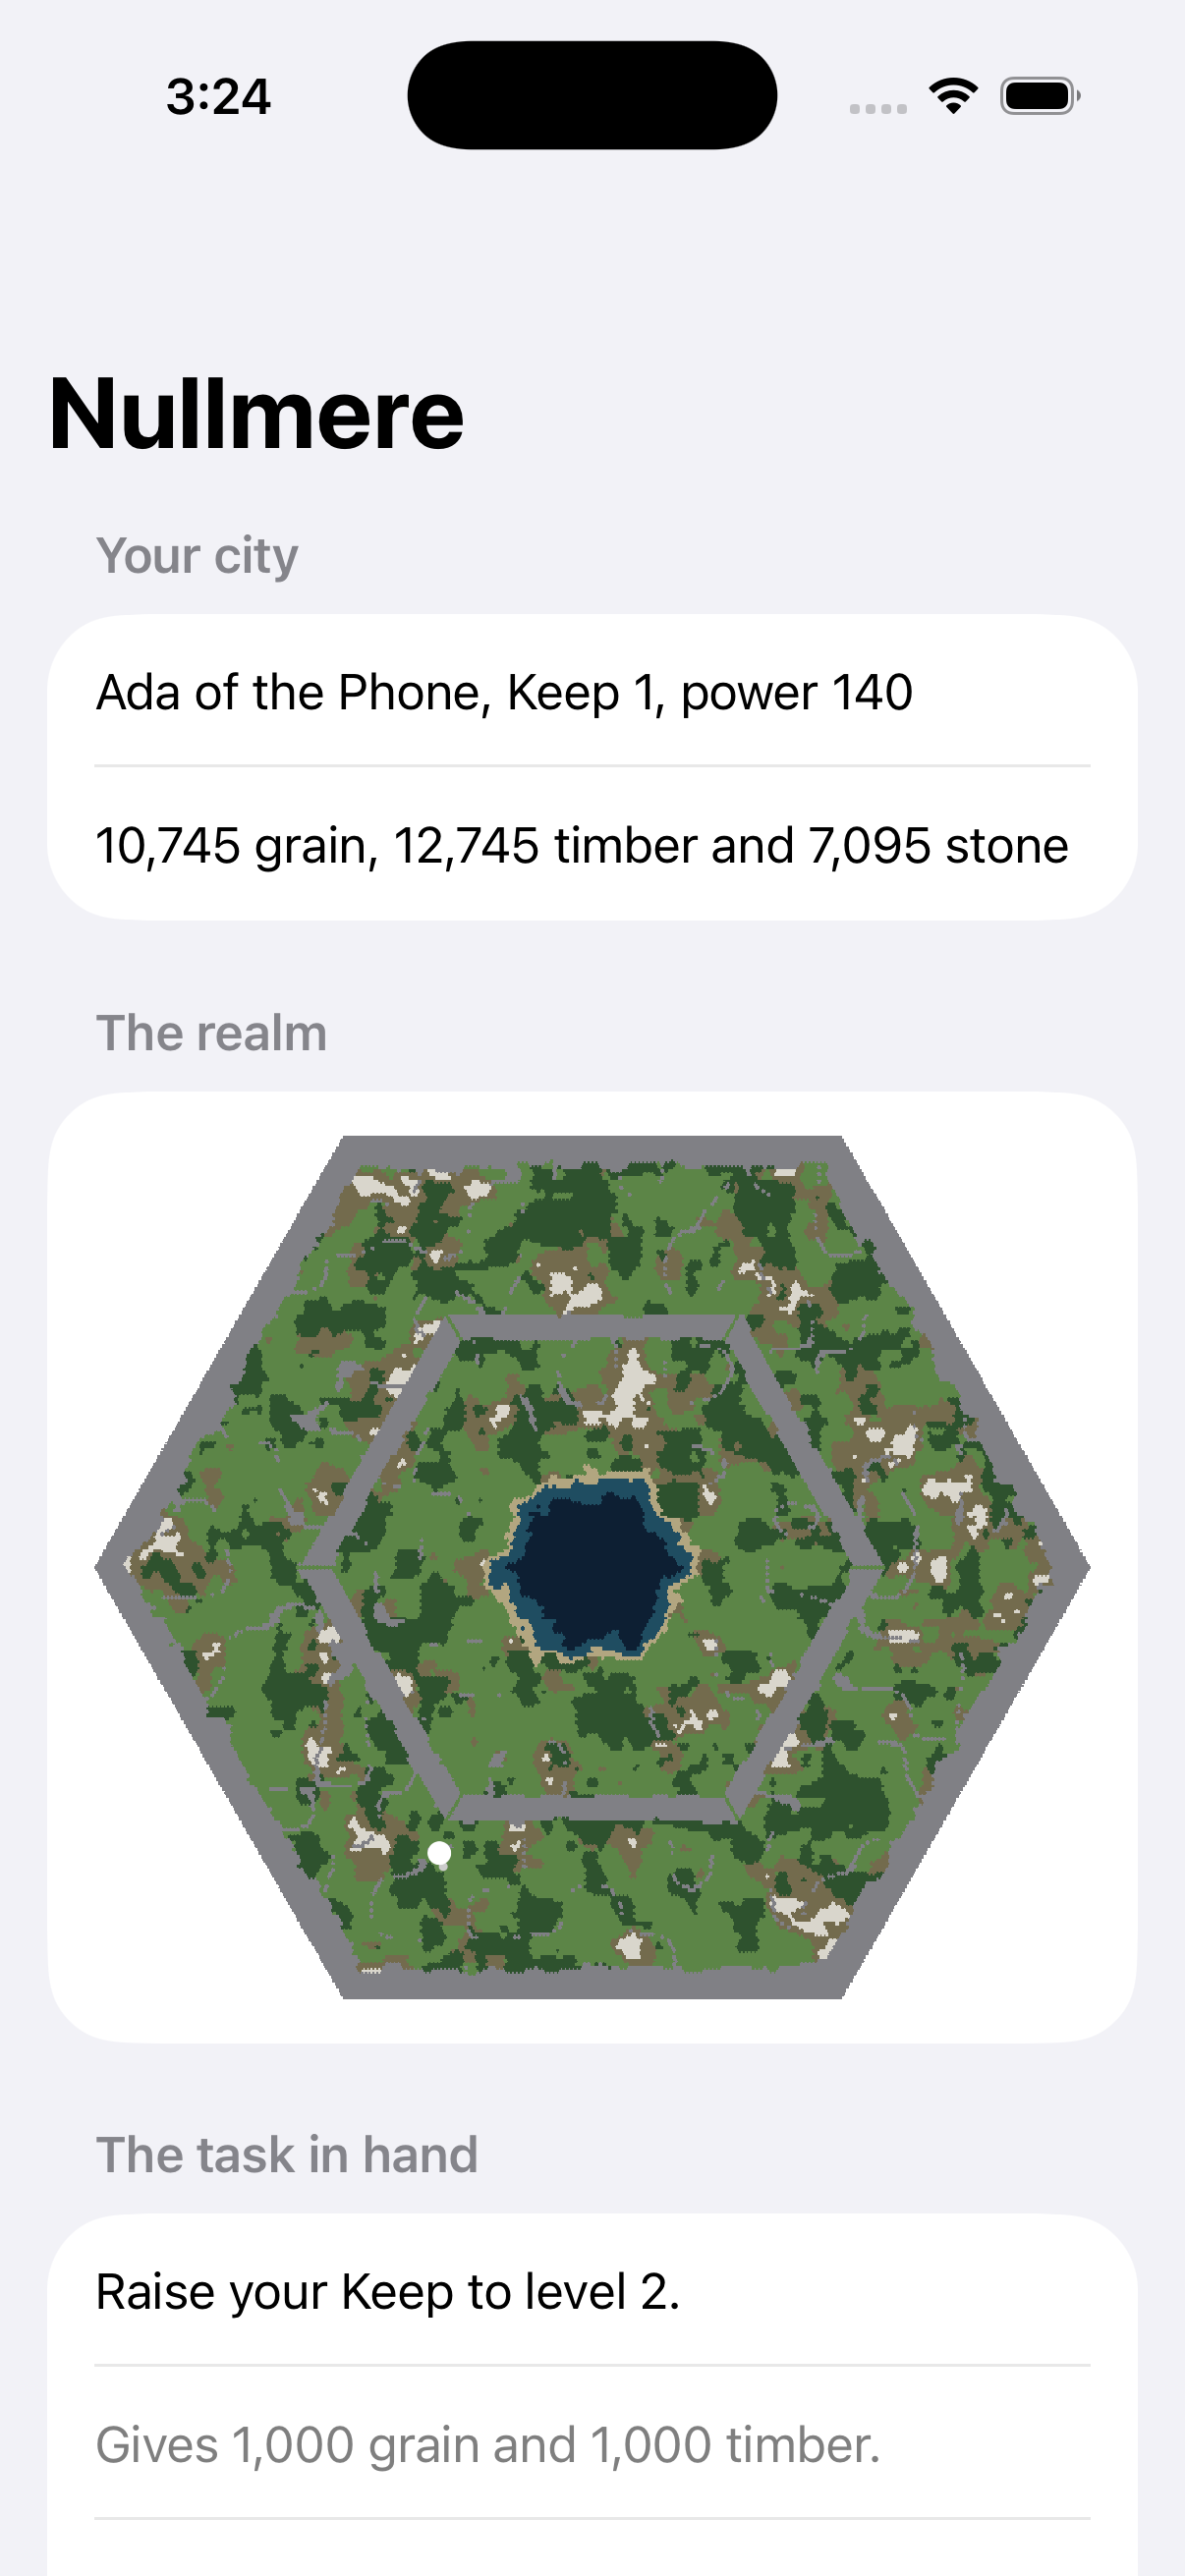 3:24
Nullmere
Your city
Ada of the Phone, Keep 1, power 140
10,745 grain, 12,745 timber and 7,095 stone
The realm
The task in hand
Raise your Keep to level 2.
Gives 1,000 grain and 1,000 timber.